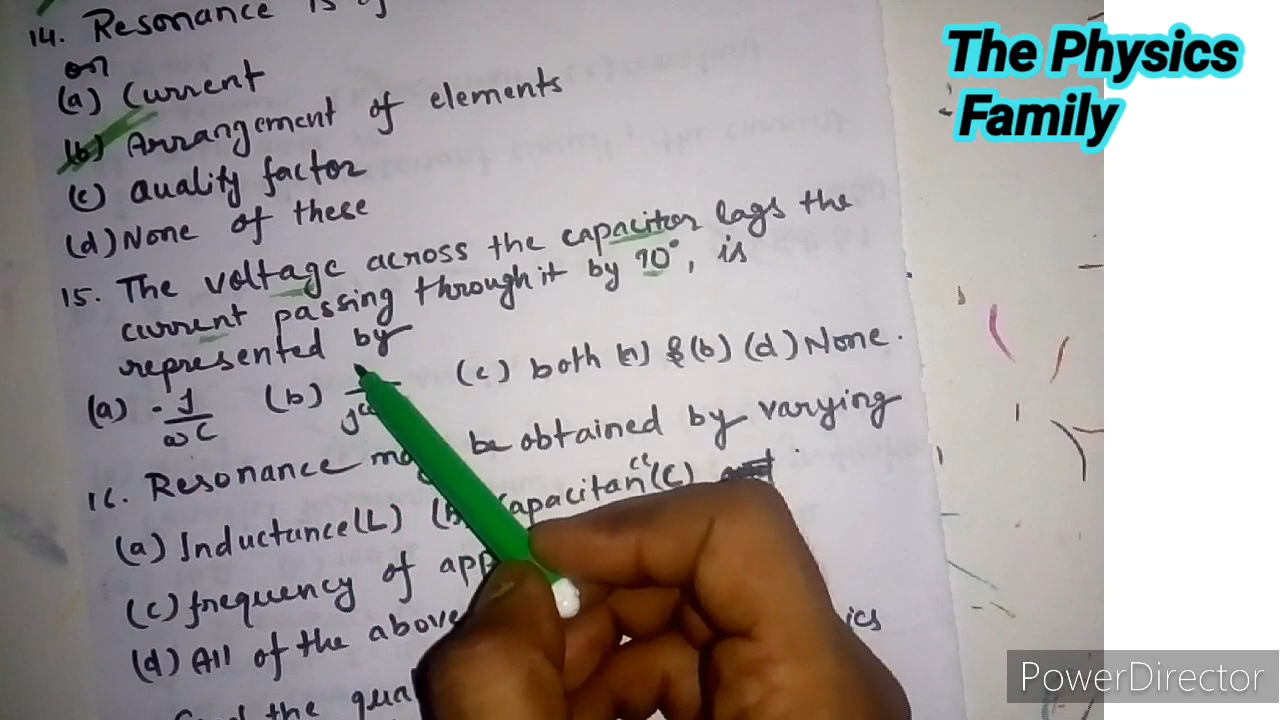 14. Resonance is
on
(a) Current
(b) Arrangement of elements
(c) Quality factor
(d) None of these
15. The voltage across the capacitor lags the
current passing through it by 90°, is
represented by
(a) - 1/ωC (b) (c) both (a) & (b) (d) None.
16. Resonance be obtained by varying
(a) Inductance(L) Capacitance(C)
(c) frequency of
(d) All of the above
the
The Physics
Family
PowerDirector